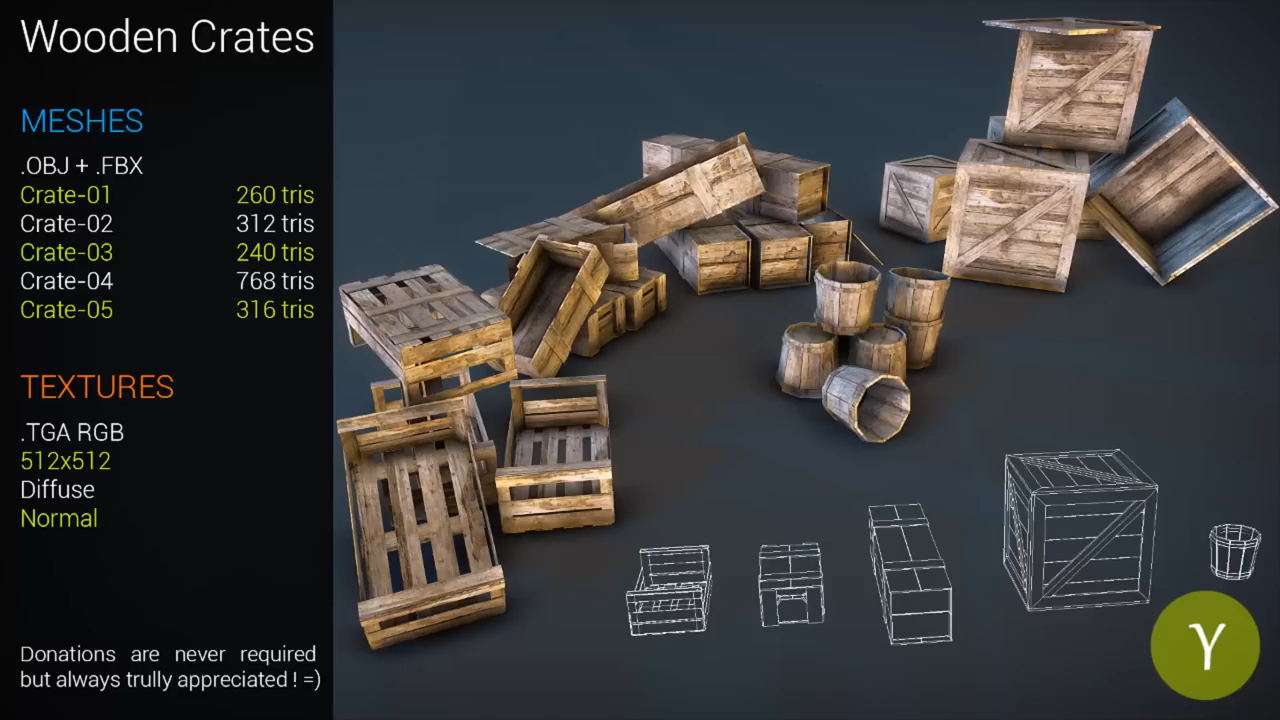 Wooden Crates
MESHES
.OBJ + .FBX
Crate-01 260 tris
Crate-02 312 tris
Crate-03 240 tris
Crate-04 768 tris
Crate-05 316 tris
TEXTURES
.TGA RGB
512x512
Diffuse
Normal
Donations are never required
but always trully appreciated ! =)
Y